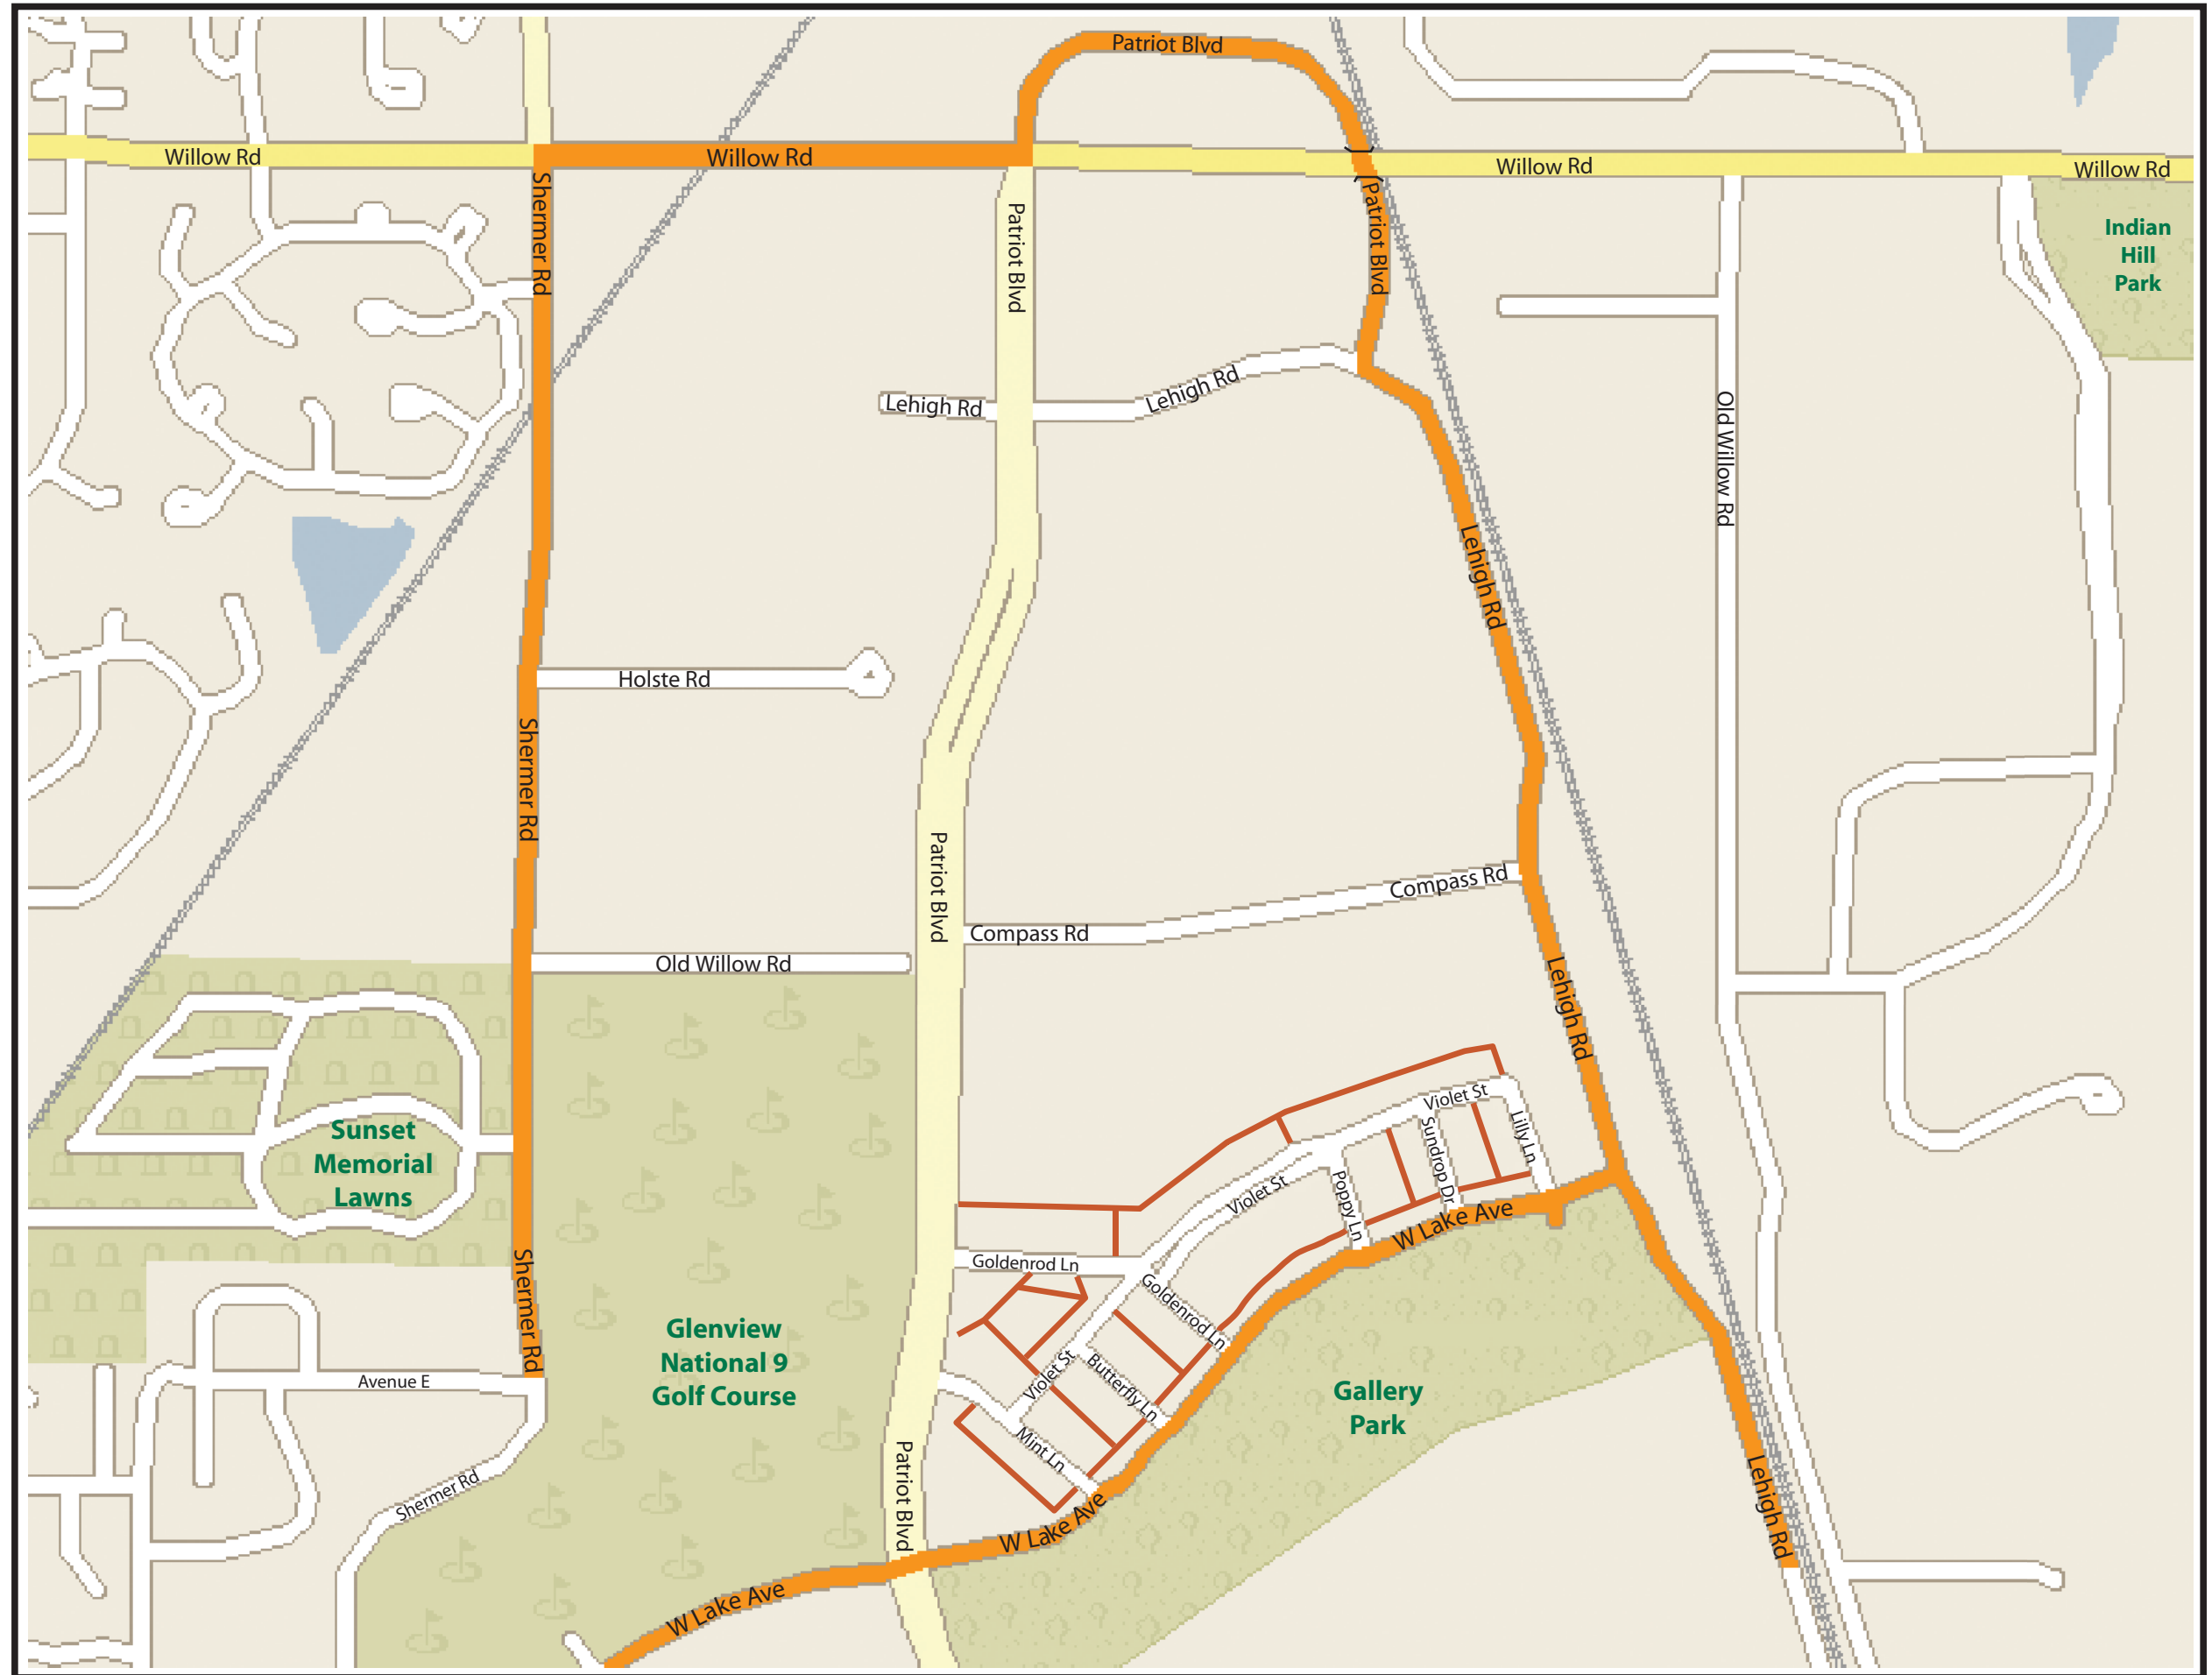 Patriot Blvd
Willow Rd
Willow Rd
Willow Rd
Willow Rd
Shermer Rd
Patriot Blvd
Patriot Blvd
Indian
Hill
Park
Lehigh Rd
Lehigh Rd
Old Willow Rd
Lehigh Rd
Holste Rd
Shermer Rd
Patriot Blvd
Compass Rd
Compass Rd
Old Willow Rd
Lehigh Rd
Sunset
Memorial
Lawns
Violet St
Lilly Ln
Sundrop Dr
Poppy Ln
Violet St
W Lake Ave
Goldenrod Ln
Goldenrod Ln
Shermer Rd
Glenview
National 9
Golf Course
Avenue E
Violet St
Butterfly Ln
Mint Ln
Gallery
Park
Shermer Rd
Patriot Blvd
W Lake Ave
Lehigh Rd
W Lake Ave